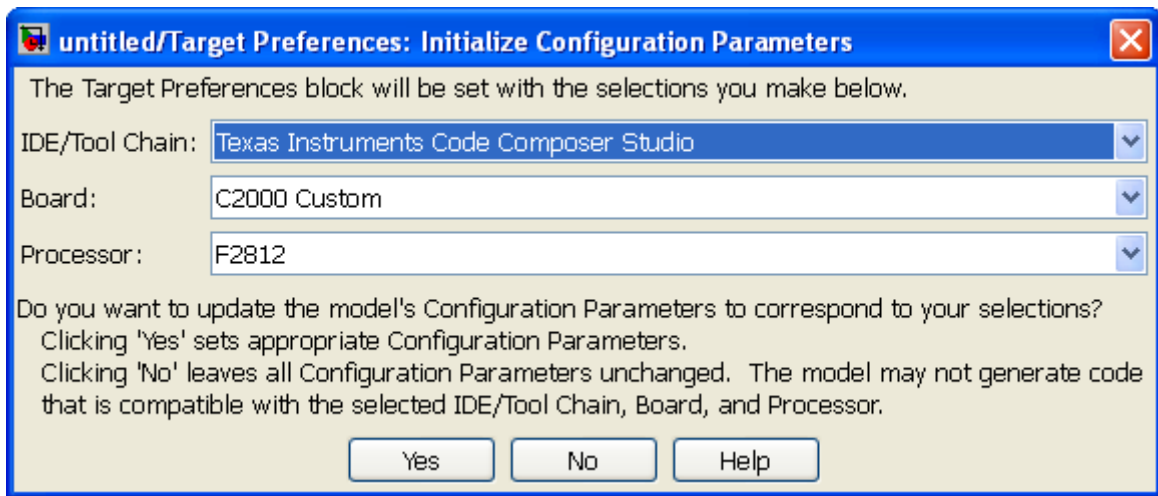 untitled/Target Preferences: Initialize Configuration Parameters
The Target Preferences block will be set with the selections you make below.
IDE/Tool Chain: Texas Instruments Code Composer Studio
Board: C2000 Custom
Processor: F2812
Do you want to update the model's Configuration Parameters to correspond to your selections?
Clicking 'Yes' sets appropriate Configuration Parameters.
Clicking 'No' leaves all Configuration Parameters unchanged. The model may not generate code
that is compatible with the selected IDE/Tool Chain, Board, and Processor.
Yes No Help